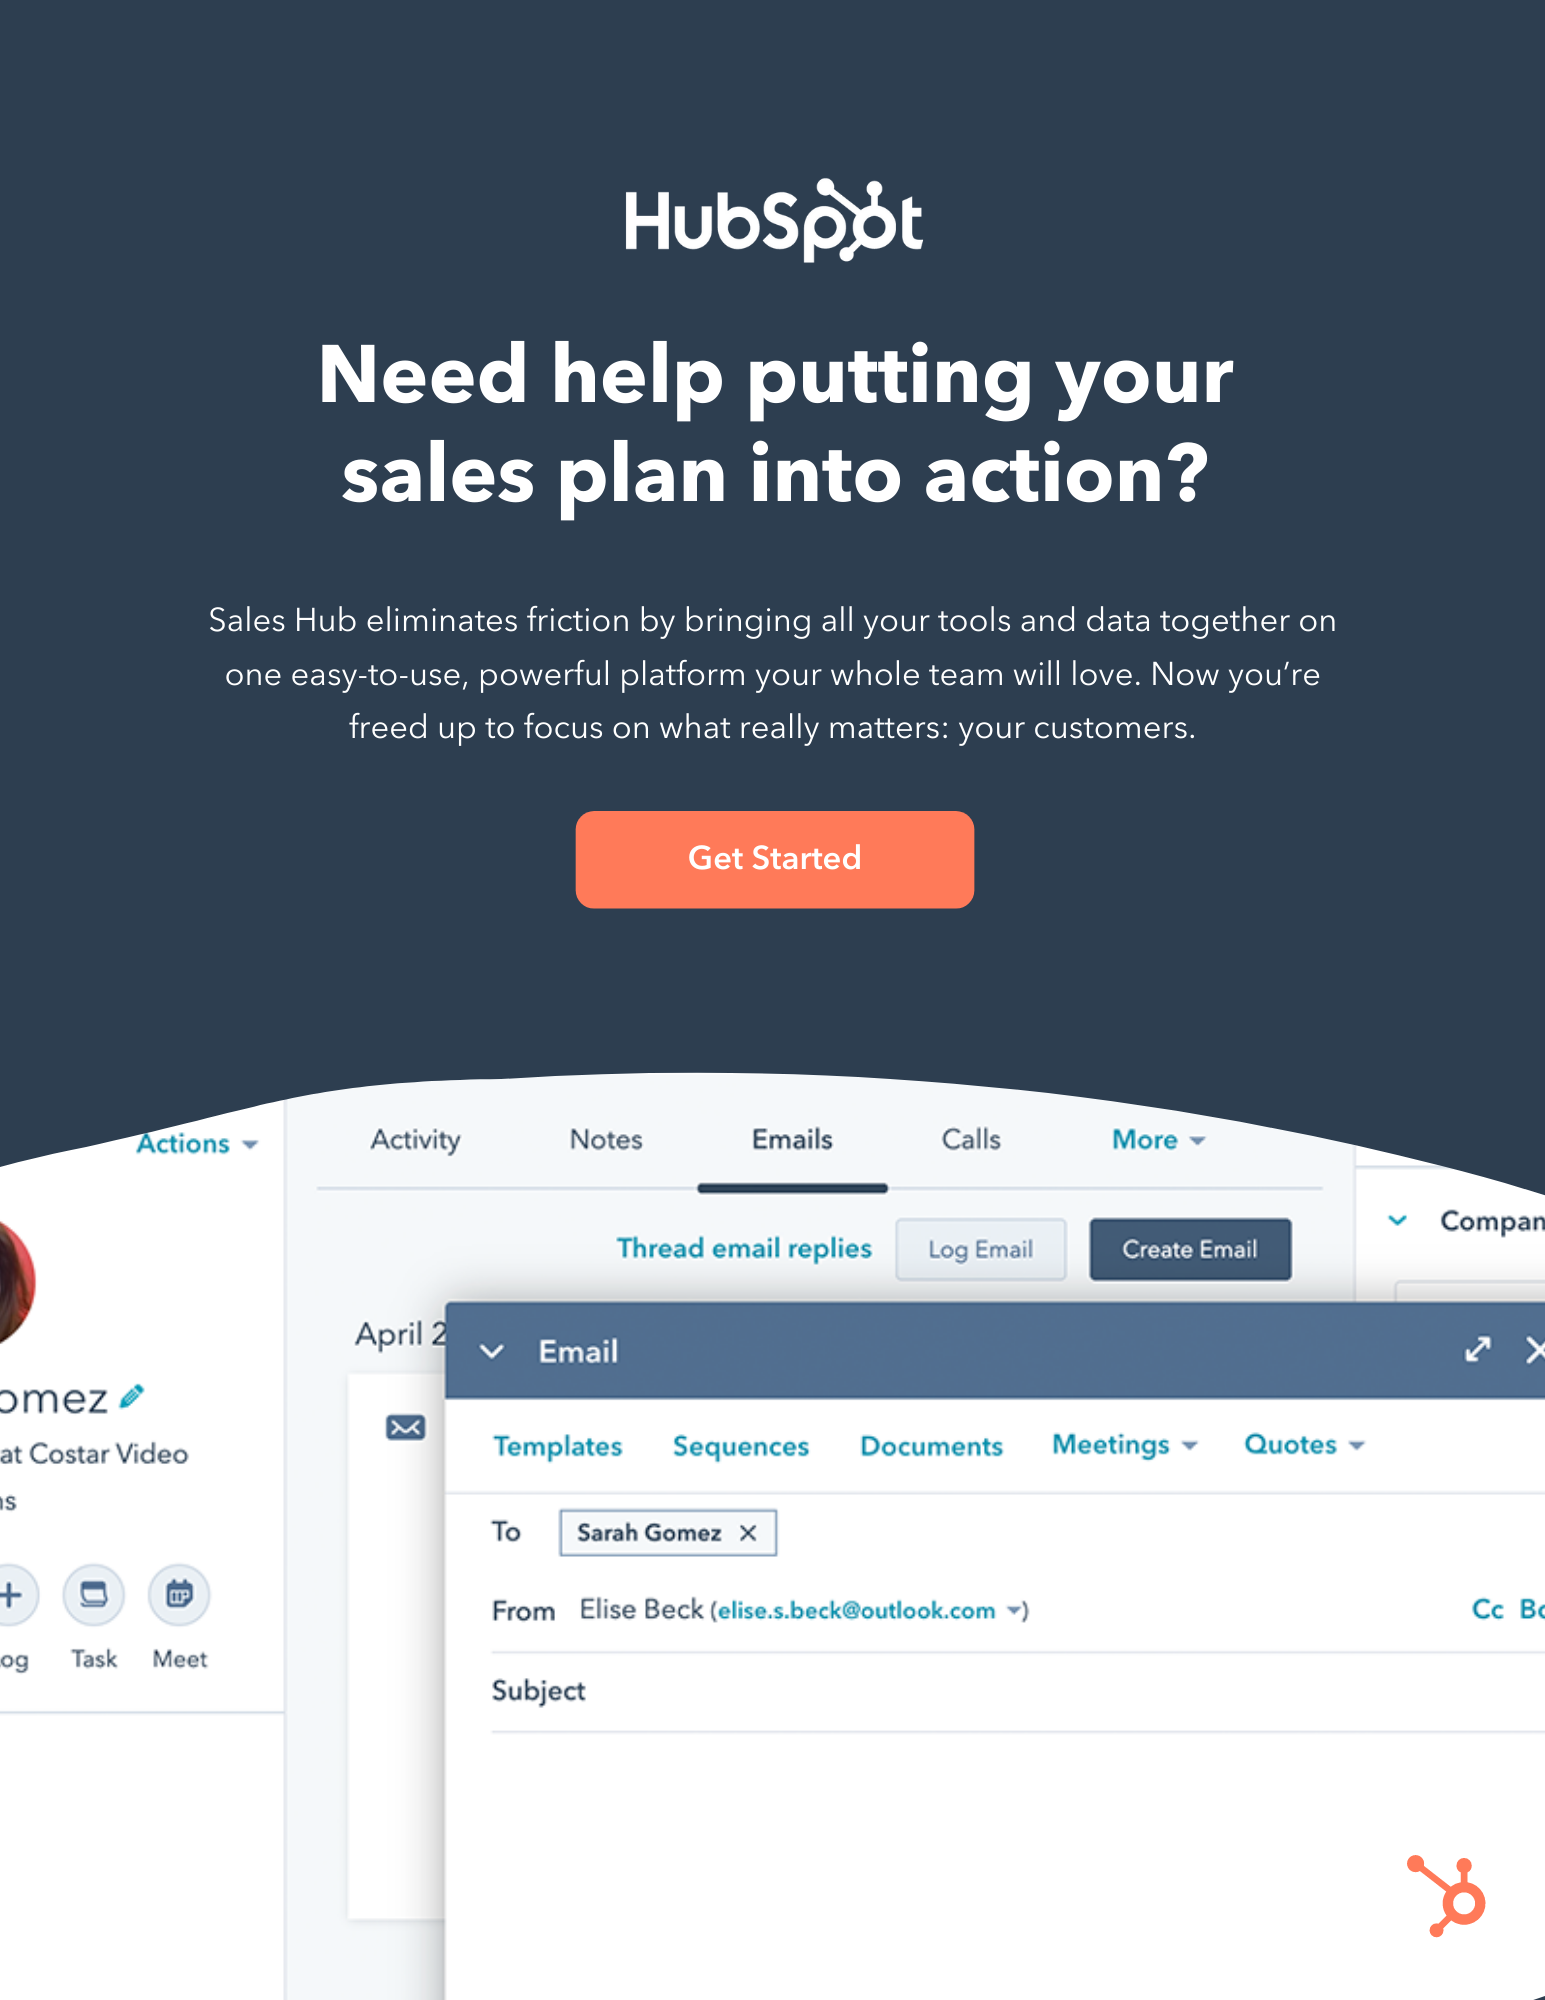 HubSpot
Need help putting your
sales plan into action?
Sales Hub eliminates friction by bringing all your tools and data together on
one easy-to-use, powerful platform your whole team will love. Now you’re
freed up to focus on what really matters: your customers.
Get Started
Actions
Activity Notes Emails Calls More
Thread email replies Log Email Create Email
April 2
Email
omez
at Costar Video
ns
og Task Meet
Templates Sequences Documents Meetings Quotes
To Sarah Gomez
From Elise Beck (elise.s.beck@outlook.com)
Cc
Subject